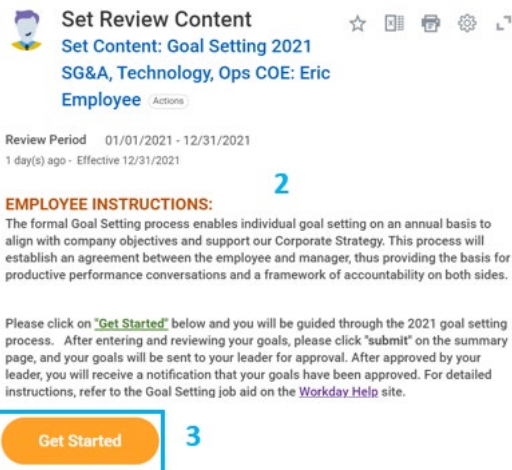 Set Review Content
Set Content: Goal Setting 2021
SG&A, Technology, Ops COE: Eric
Employee Actions
Review Period 01/01/2021 - 12/31/2021
1 day(s) ago - Effective 12/31/2021
2
EMPLOYEE INSTRUCTIONS:
The formal Goal Setting process enables individual goal setting on an annual basis to
align with company objectives and support our Corporate Strategy. This process will
establish an agreement between the employee and manager, thus providing the basis for
productive performance conversations and a framework of accountability on both sides.
Please click on "Get Started" below and you will be guided through the 2021 goal setting
process. After entering and reviewing your goals, please click "submit" on the summary
page, and your goals will be sent to your leader for approval. After approved by your
leader, you will receive a notification that your goals have been approved. For detailed
instructions, refer to the Goal Setting job aid on the Workday Help site.
Get Started 3